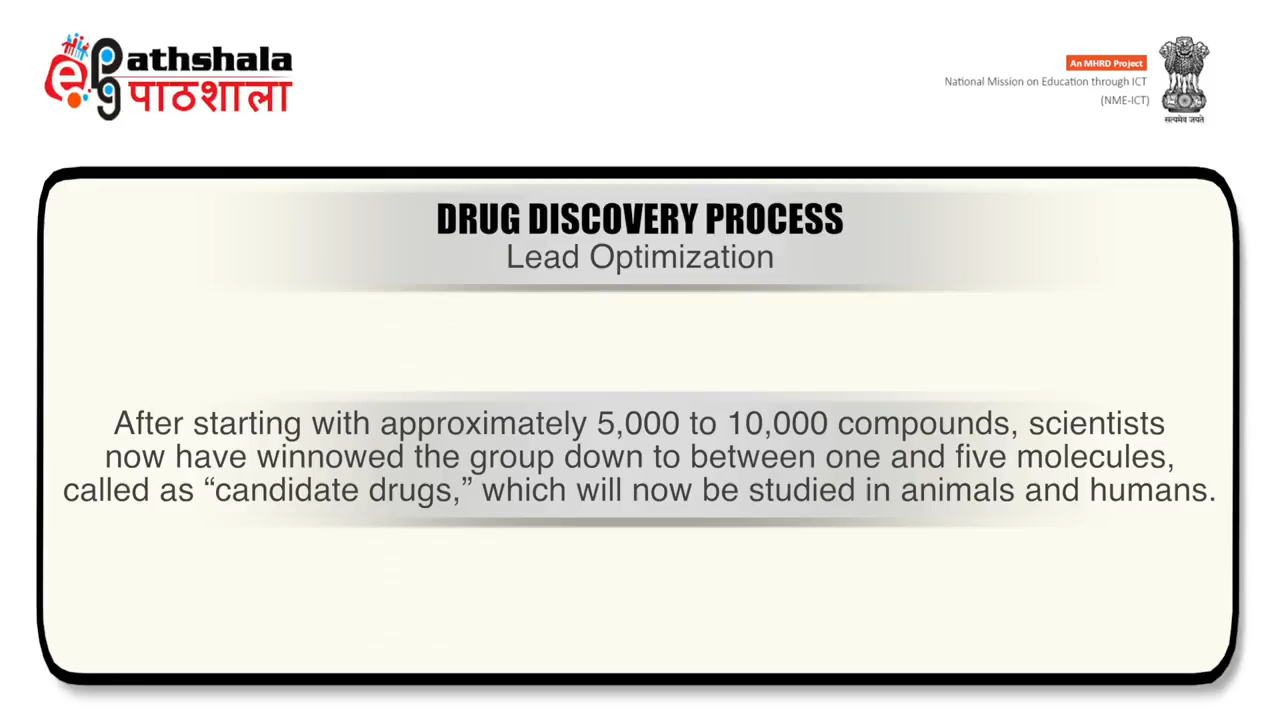 e Pg athshala
पाठशाला
An MHRD Project
National Mission on Education through ICT
(NME-ICT)
सत्यमेव जयते
DRUG DISCOVERY PROCESS
Lead Optimization
After starting with approximately 5,000 to 10,000 compounds, scientists
now have winnowed the group down to between one and five molecules,
called as “candidate drugs,” which will now be studied in animals and humans.